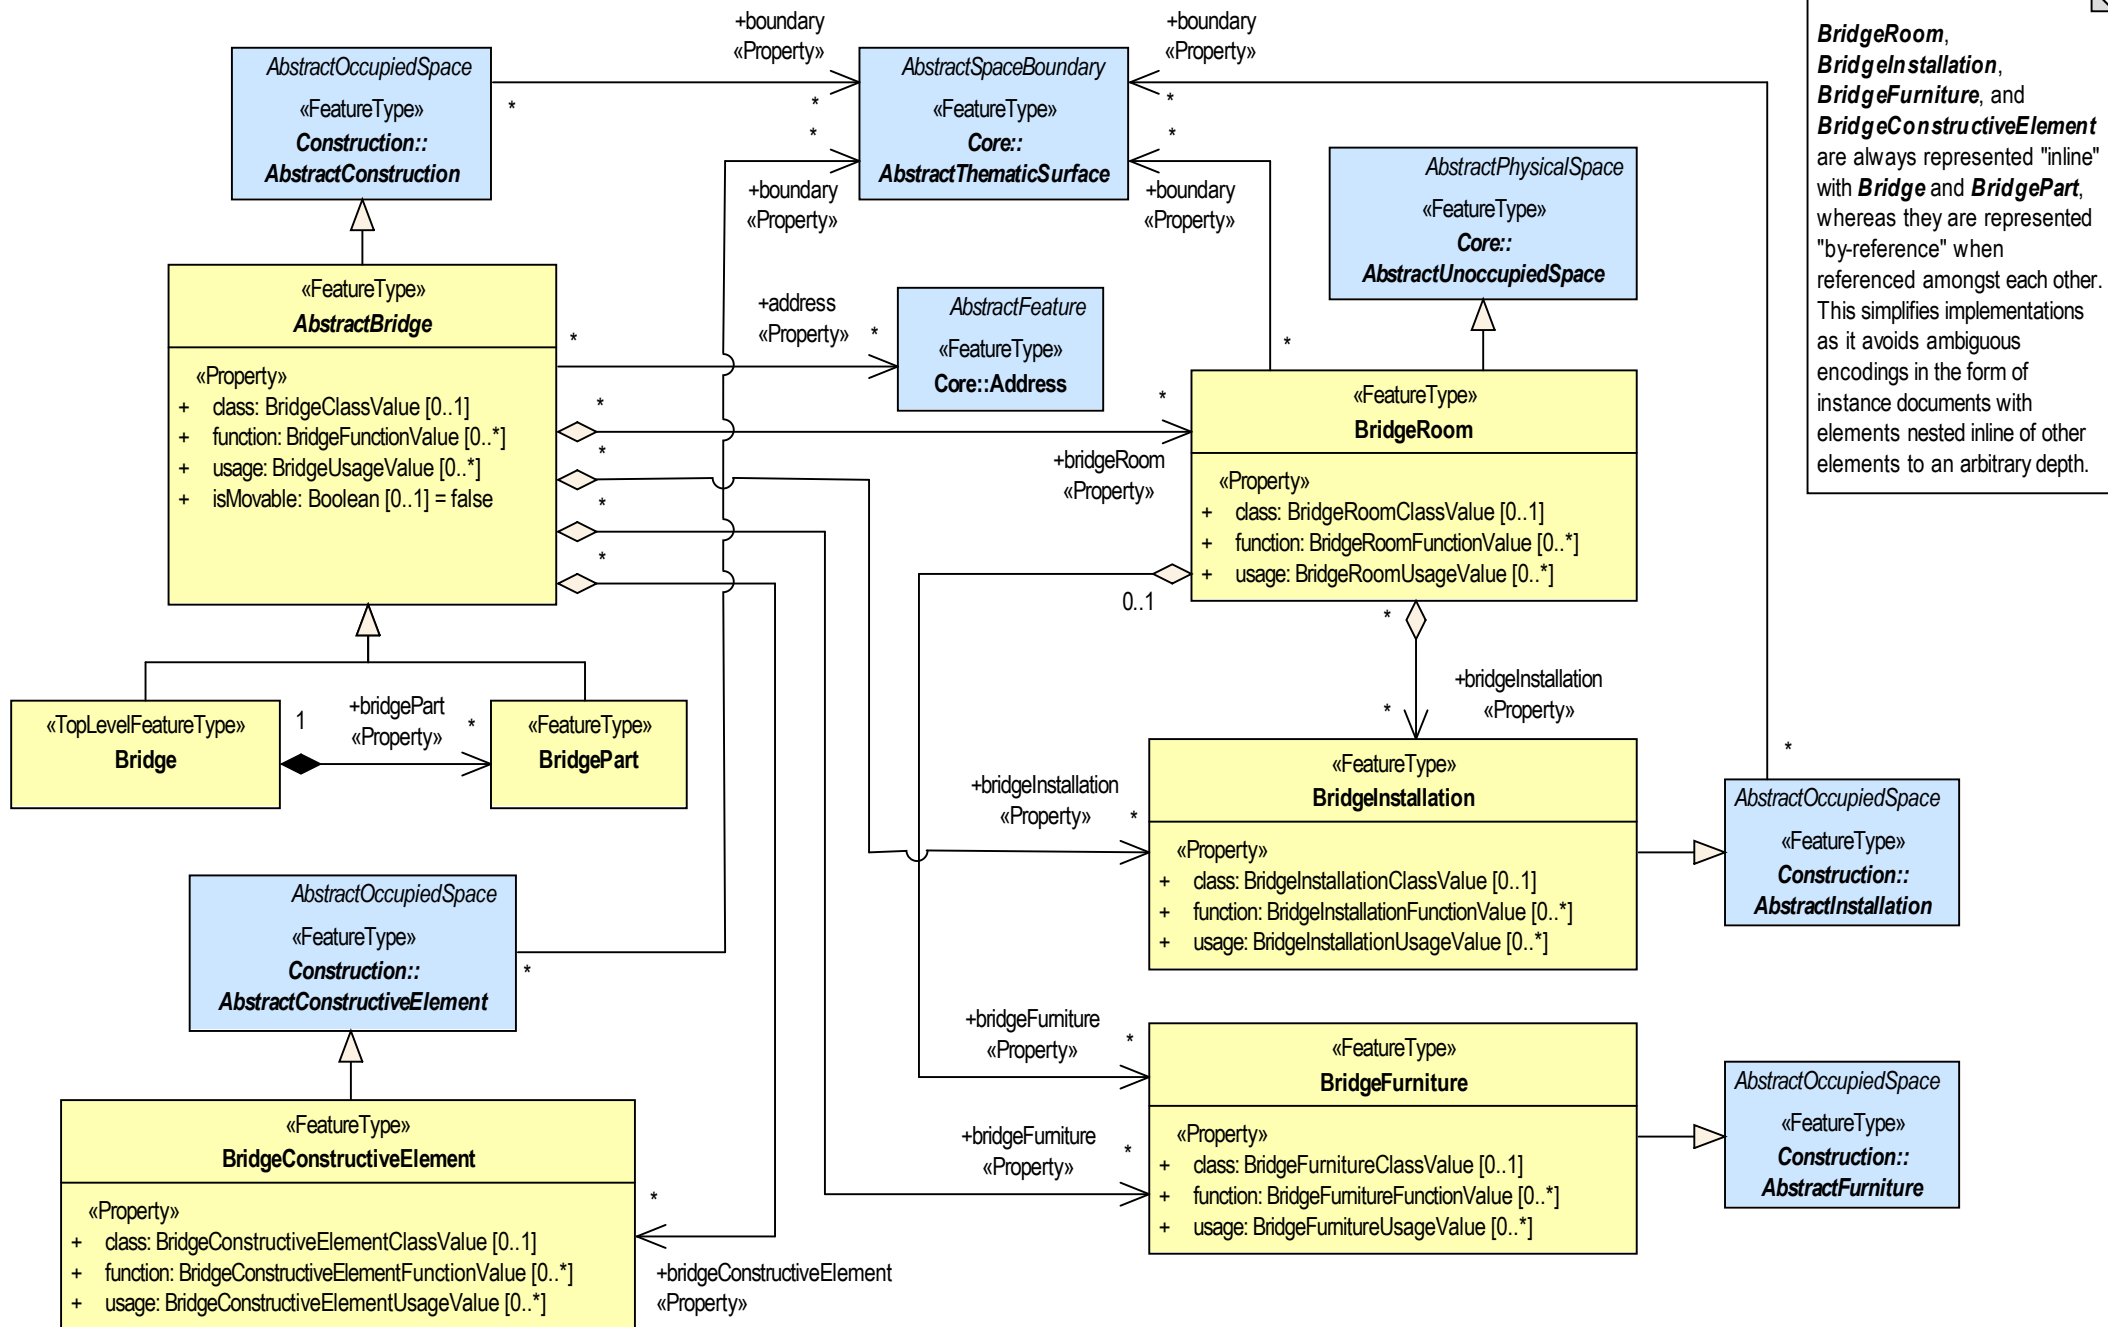 +boundary
«Property»
*
*
+boundary
«Property»
*
*
AbstractOccupiedSpace
«FeatureType»
Construction::
AbstractConstruction
*
AbstractSpaceBoundary
«FeatureType»
Core::
AbstractThematicSurface
+boundary
«Property»
+boundary
«Property»
AbstractPhysicalSpace
«FeatureType»
Core::
AbstractUnoccupiedSpace
BridgeRoom,
BridgeInstallation,
BridgeFurniture, and
BridgeConstructiveElement
are always represented "inline"
with Bridge and BridgePart,
whereas they are represented
"by-reference" when
referenced amongst each other.
This simplifies implementations
as it avoids ambiguous
encodings in the form of
instance documents with
elements nested inline of other
elements to an arbitrary depth.
«FeatureType»
AbstractBridge
«Property»
+ class: BridgeClassValue [0..1]
+ function: BridgeFunctionValue [0..*]
+ usage: BridgeUsageValue [0..*]
+ isMovable: Boolean [0..1] = false
*
*
*
*
*
+address
«Property»
*
AbstractFeature
«FeatureType»
Core::Address
*
*
+bridgeRoom
«Property»
«FeatureType»
BridgeRoom
«Property»
+ class: BridgeRoomClassValue [0..1]
+ function: BridgeRoomFunctionValue [0..*]
+ usage: BridgeRoomUsageValue [0..*]
0..1
*
+bridgeInstallation
«Property»
*
«TopLevelFeatureType»
Bridge
1
+bridgePart
«Property»
*
«FeatureType»
BridgePart
+bridgeInstallation
«Property»
*
«FeatureType»
BridgeInstallation
«Property»
+ class: BridgeInstallationClassValue [0..1]
+ function: BridgeInstallationFunctionValue [0..*]
+ usage: BridgeInstallationUsageValue [0..*]
*
AbstractOccupiedSpace
«FeatureType»
Construction::
AbstractInstallation
AbstractOccupiedSpace
«FeatureType»
Construction::
AbstractConstructiveElement
*
+bridgeFurniture
«Property»
*
+bridgeFurniture
«Property»
*
«FeatureType»
BridgeFurniture
«Property»
+ class: BridgeFurnitureClassValue [0..1]
+ function: BridgeFurnitureFunctionValue [0..*]
+ usage: BridgeFurnitureUsageValue [0..*]
AbstractOccupiedSpace
«FeatureType»
Construction::
AbstractFurniture
«FeatureType»
BridgeConstructiveElement
«Property»
+ class: BridgeConstructiveElementClassValue [0..1]
+ function: BridgeConstructiveElementFunctionValue [0..*]
+ usage: BridgeConstructiveElementUsageValue [0..*]
*
+bridgeConstructiveElement
«Property»